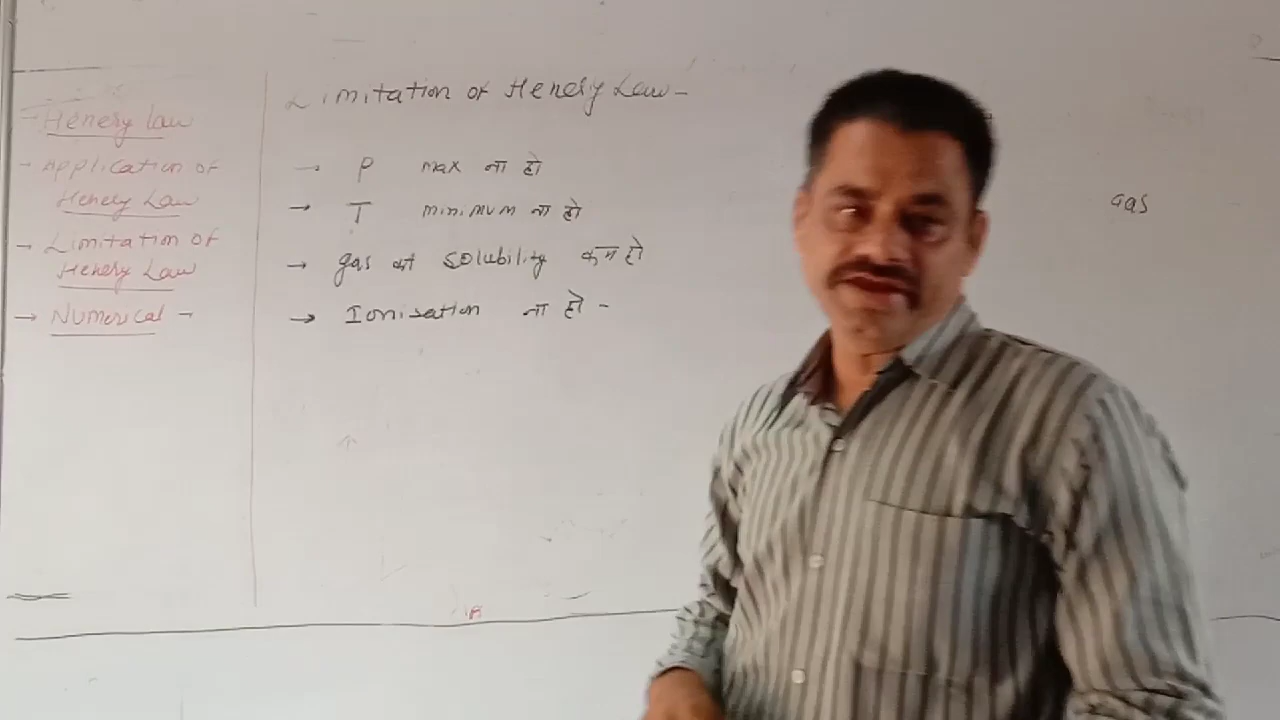 Henery law
- Application of
Henery Law
- Limitation of
Henery Law
→ Numerical -
Limitation of Henery Law -
→ P max ना हो
→ T minimum ना हो
→ gas की solubility कम हो
→ Ionisation ना हो -
Gas